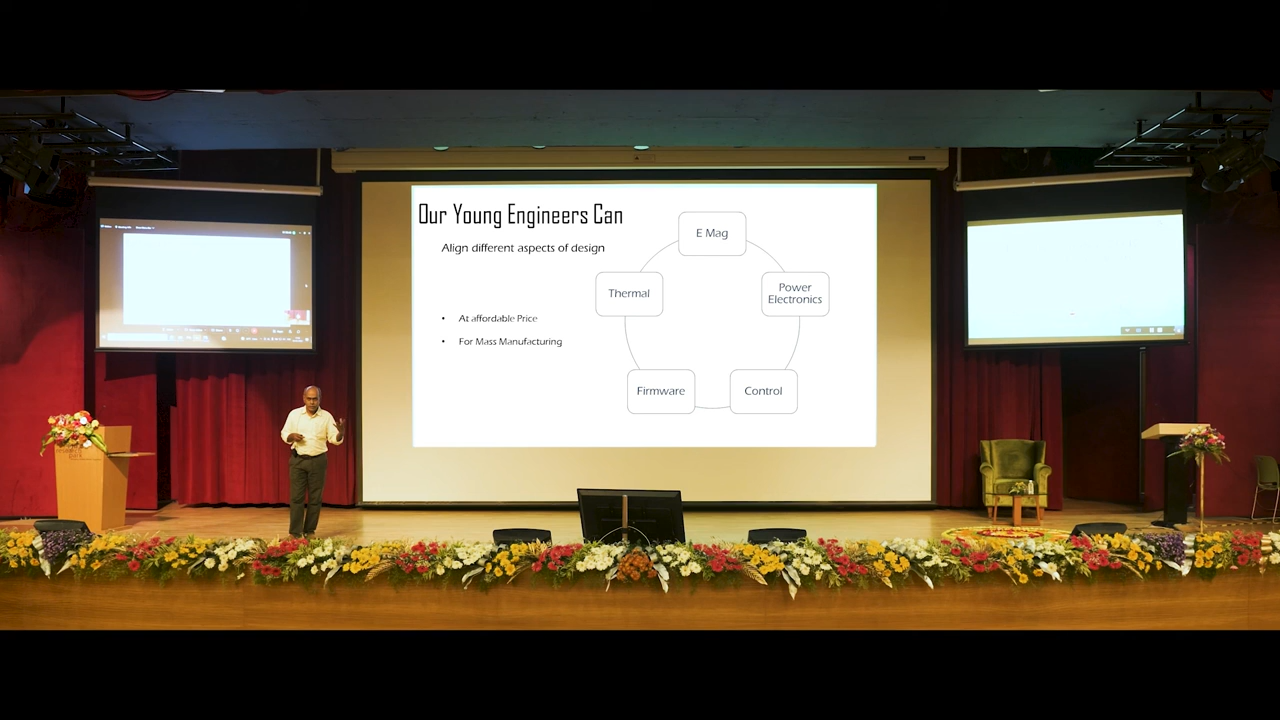 Our Young Engineers Can
Align different aspects of design
At affordable Price
For Mass Manufacturing
E Mag
Power
Electronics
Control
Firmware
Thermal